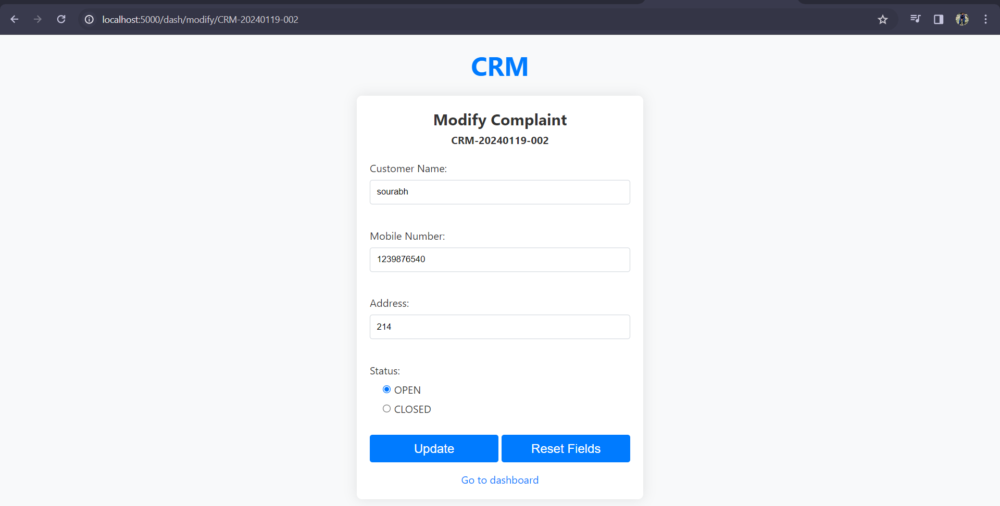 localhost:5000/dash/modify/CRM-20240119-002
CRM
Modify Complaint
CRM-20240119-002
Customer Name:
sourabh
Mobile Number:
1239876540
Address:
214
Status:
OPEN
CLOSED
Update Reset Fields
Go to dashboard